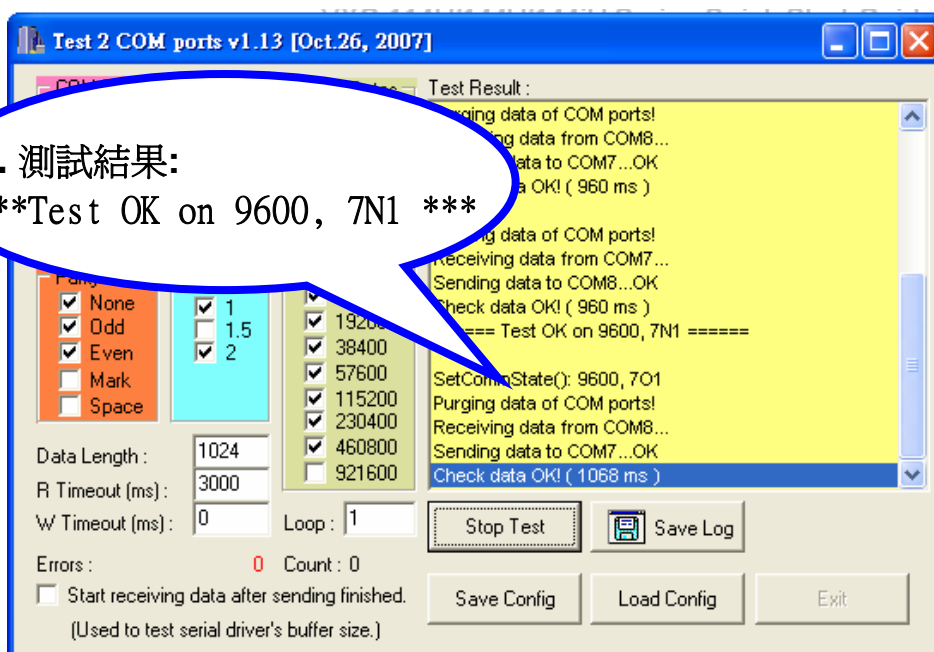 Test 2 COM ports v1.13 [Oct.26, 2007]
Test Result :
data of COM ports!
data from COM8...
to COM7...OK
OK! ( 960 ms )
. 測試結果:
**Test OK on 9600, 7N1 ***
data of COM ports!
Receiving data from COM7...
Sending data to COM8...OK
Check data OK! ( 960 ms )
=== Test OK on 9600, 7N1 ======
SetCommState(): 9600, 7O1
Purging data of COM ports!
Receiving data from COM8...
Sending data to COM7...OK
Check data OK! ( 1068 ms )
None
Odd
Even
Mark
Space
1
1.5
2
38400
57600
115200
230400
460800
921600
Data Length : 1024
R Timeout (ms) : 3000
W Timeout (ms) : 0
Loop : 1
Stop Test
Save Log
Errors : 0
Count : 0
Start receiving data after sending finished.
(Used to test serial driver's buffer size.)
Save Config
Load Config
Exit